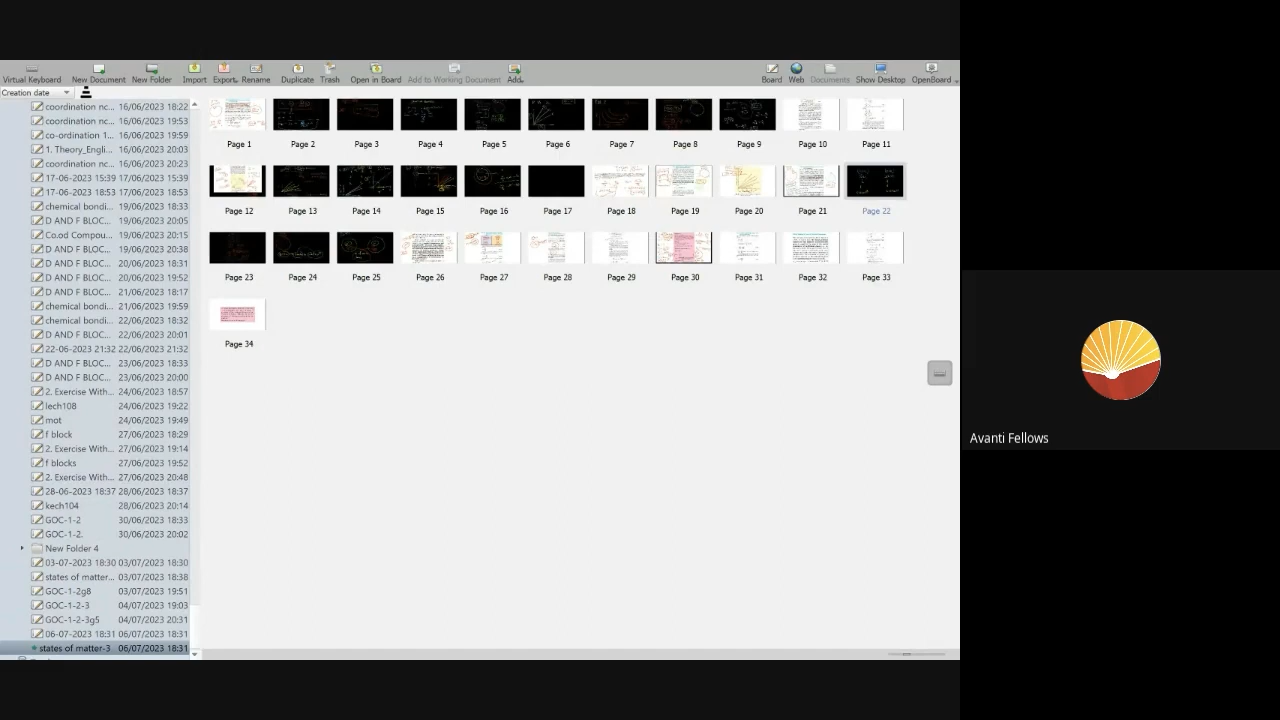 Virtual Keyboard New Document New Folder Import Export Rename Duplicate Trash Open in Board Add to Working Document Add Board Web Documents Show Desktop OpenBoard
Creation date
coordination nc... 16/06/2023 18:22
coordination nc... 16/06/2023 19:53
co-ordination 1... 16/06/2023 19:59
1. Theory_Engli... 16/06/2023 20:03
coordination nc... 16/06/2023 20:23
17-06-2023 15:39 17/06/2023 15:39
17-06-2023 18:53 17/06/2023 18:53
chemical bondi... 19/06/2023 18:33
D AND F BLOC... 19/06/2023 19:35
Co.od Compou... 19/06/2023 20:15
D AND F BLOC...
D AND F BLOC...
D AND F BLOC...
D AND F BLOC... 21/06/2023 18:17
chemical bondi... 21/06/2023 19:59
chemical bondi... 22/06/2023 18:32
D AND F BLOC... 22/06/2023 20:01
22-06-2023 21:32 22/06/2023 21:32
D AND F BLOC... 23/06/2023 18:33
D AND F BLOC... 23/06/2023 20:00
2. Exercise With... 24/06/2023 18:57
lech108 24/06/2023 19:22
mot 24/06/2023 19:49
f block 27/06/2023 18:29
2. Exercise With... 27/06/2023 19:14
f blocks 27/06/2023 19:52
2. Exercise With... 27/06/2023 20:48
28-06-2023 18:37 28/06/2023 18:37
kech104 28/06/2023 20:14
GOC-1-2 30/06/2023 18:33
GOC-1-2. 30/06/2023 20:02
New Folder 4
03-07-2023 18:30 03/07/2023 18:30
states of matter... 03/07/2023 18:38
GOC-1-2g8 03/07/2023 19:51
GOC-1-2-3 04/07/2023 19:03
GOC-1-2-3g5 04/07/2023 20:31
06-07-2023 18:31 06/07/2023 18:31
states of matter-3 06/07/2023 18:31
Page 1 Page 2 Page 3 Page 4 Page 5 Page 6 Page 7 Page 8 Page 9 Page 10 Page 11
Page 12 Page 13 Page 14 Page 15 Page 16 Page 17 Page 18 Page 19 Page 20 Page 21 Page 22
Page 23 Page 24 Page 25 Page 26 Page 27 Page 28 Page 29 Page 30 Page 31 Page 32 Page 33
Page 34
Avanti Fellows